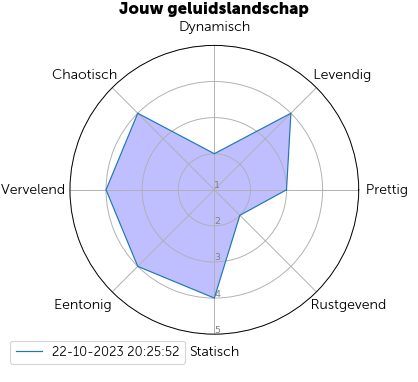 Jouw geluidslandschap
Dynamisch
Chaotisch
Levendig
Vervelend
1
Prettig
2
3
4
Eentonig
Rustgevend
5
22-10-2023 20:25:52
Statisch